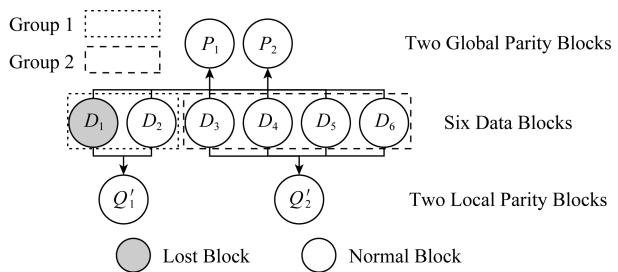 Group 1
Group 2
P₁ P₂ Two Global Parity Blocks
D₁ D₂ D₃ D₄ D₅ D₆ Six Data Blocks
Q′₁ Q′₂ Two Local Parity Blocks
Lost Block Normal Block